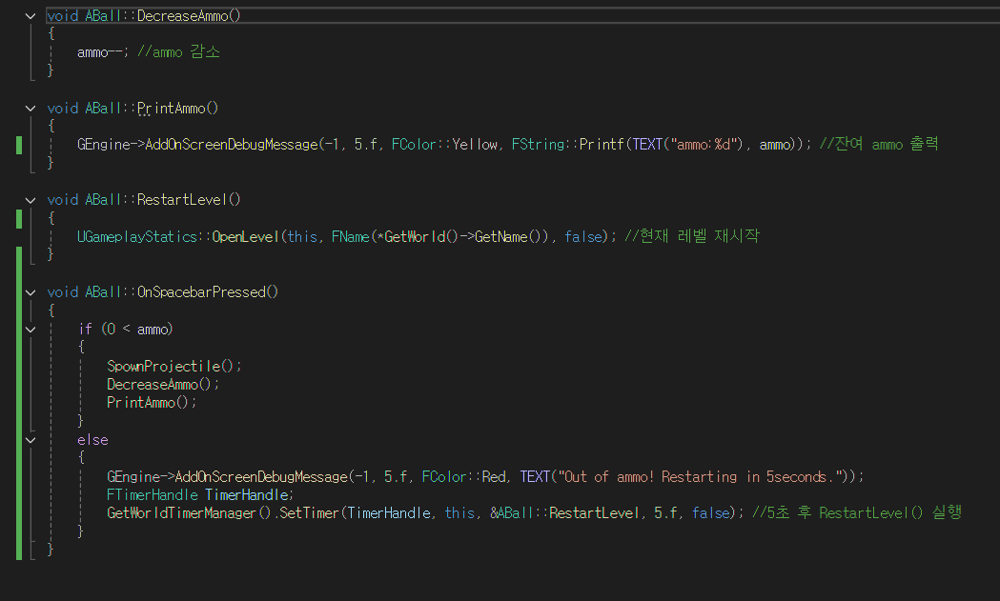 void ABall::DecreaseAmmo()
{
ammo--; //ammo 감소
}
void ABall::PrintAmmo()
{
GEngine->AddOnScreenDebugMessage(-1, 5.f, FColor::Yellow, FString::Printf(TEXT("ammo:%d"), ammo)); //잔여 ammo 출력
}
void ABall::RestartLevel()
{
UGameplayStatics::OpenLevel(this, FName(*GetWorld()->GetName()), false); //현재 레벨 재시작
}
void ABall::OnSpacebarPressed()
{
if (0 < ammo)
{
SpownProjectile();
DecreaseAmmo();
PrintAmmo();
}
else
{
GEngine->AddOnScreenDebugMessage(-1, 5.f, FColor::Red, TEXT("Out of ammo! Restarting in 5seconds."));
FTimerHandle TimerHandle;
GetWorldTimerManager().SetTimer(TimerHandle, this, &ABall::RestartLevel, 5.f, false); //5초 후 RestartLevel() 실행
}
}